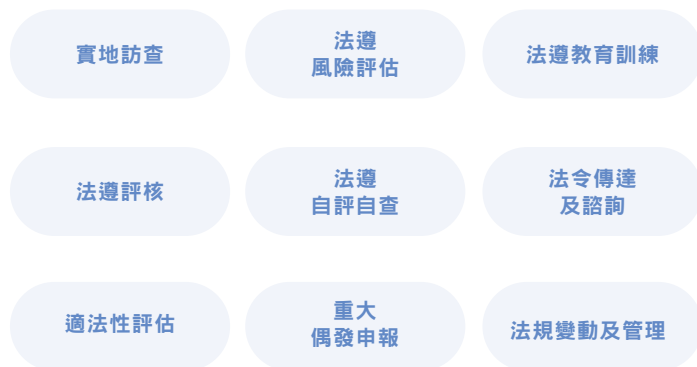 實地訪查
法遵
風險評估
法遵教育訓練
法遵評核
法遵
自評自查
法令傳達
及諮詢
適法性評估
重大
偶發申報
法規變動及管理